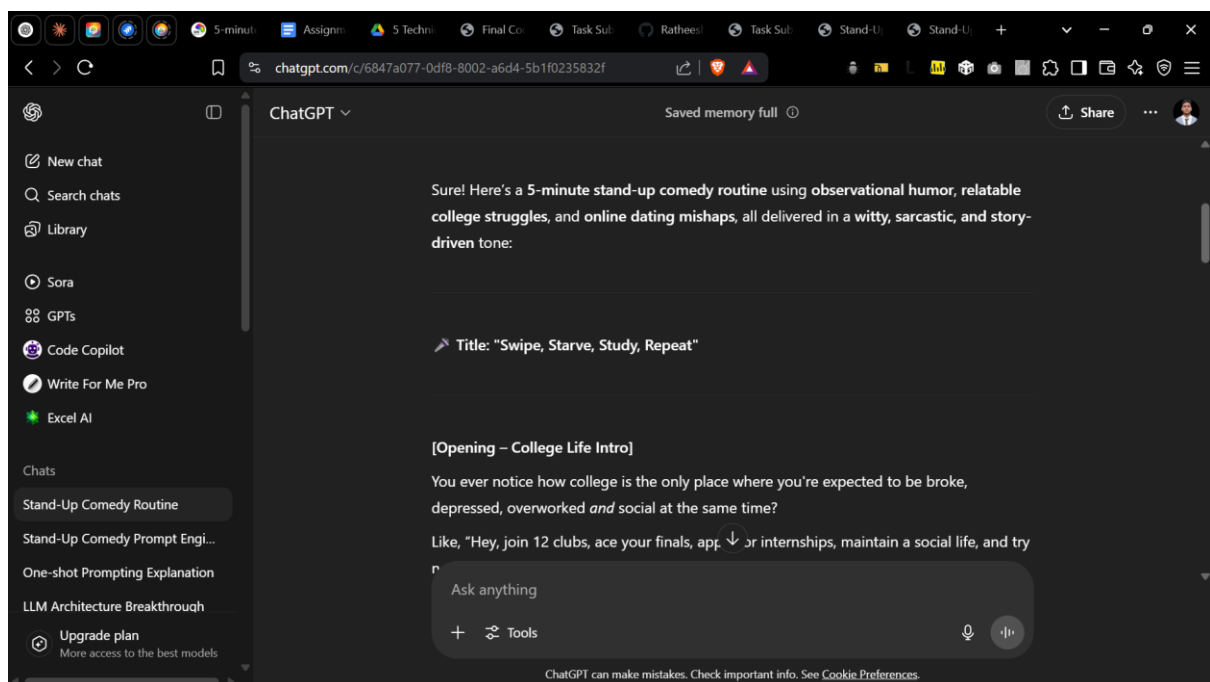 5-minute
Assignm
5 Techni
Final Co
Task Sub
Ratheesl
Task Sub
Stand-U
Stand-U
chatgpt.com/c/6847a077-0df8-8002-a6d4-5b1f0235832f
ChatGPT
Saved memory full
Share
New chat
Search chats
Library
Sora
GPTs
Code Copilot
Write For Me Pro
Excel AI
Chats
Stand-Up Comedy Routine
Stand-Up Comedy Prompt Engi...
One-shot Prompting Explanation
LLM Architecture Breakthrough
Upgrade plan
More access to the best models
Sure! Here's a 5-minute stand-up comedy routine using observational humor, relatable
college struggles, and online dating mishaps, all delivered in a witty, sarcastic, and story-
driven tone:
Title: "Swipe, Starve, Study, Repeat"
[Opening – College Life Intro]
You ever notice how college is the only place where you're expected to be broke,
depressed, overworked and social at the same time?
Like, "Hey, join 12 clubs, ace your finals, app or internships, maintain a social life, and try
Ask anything
Tools
ChatGPT can make mistakes. Check important info. See Cookie Preferences.